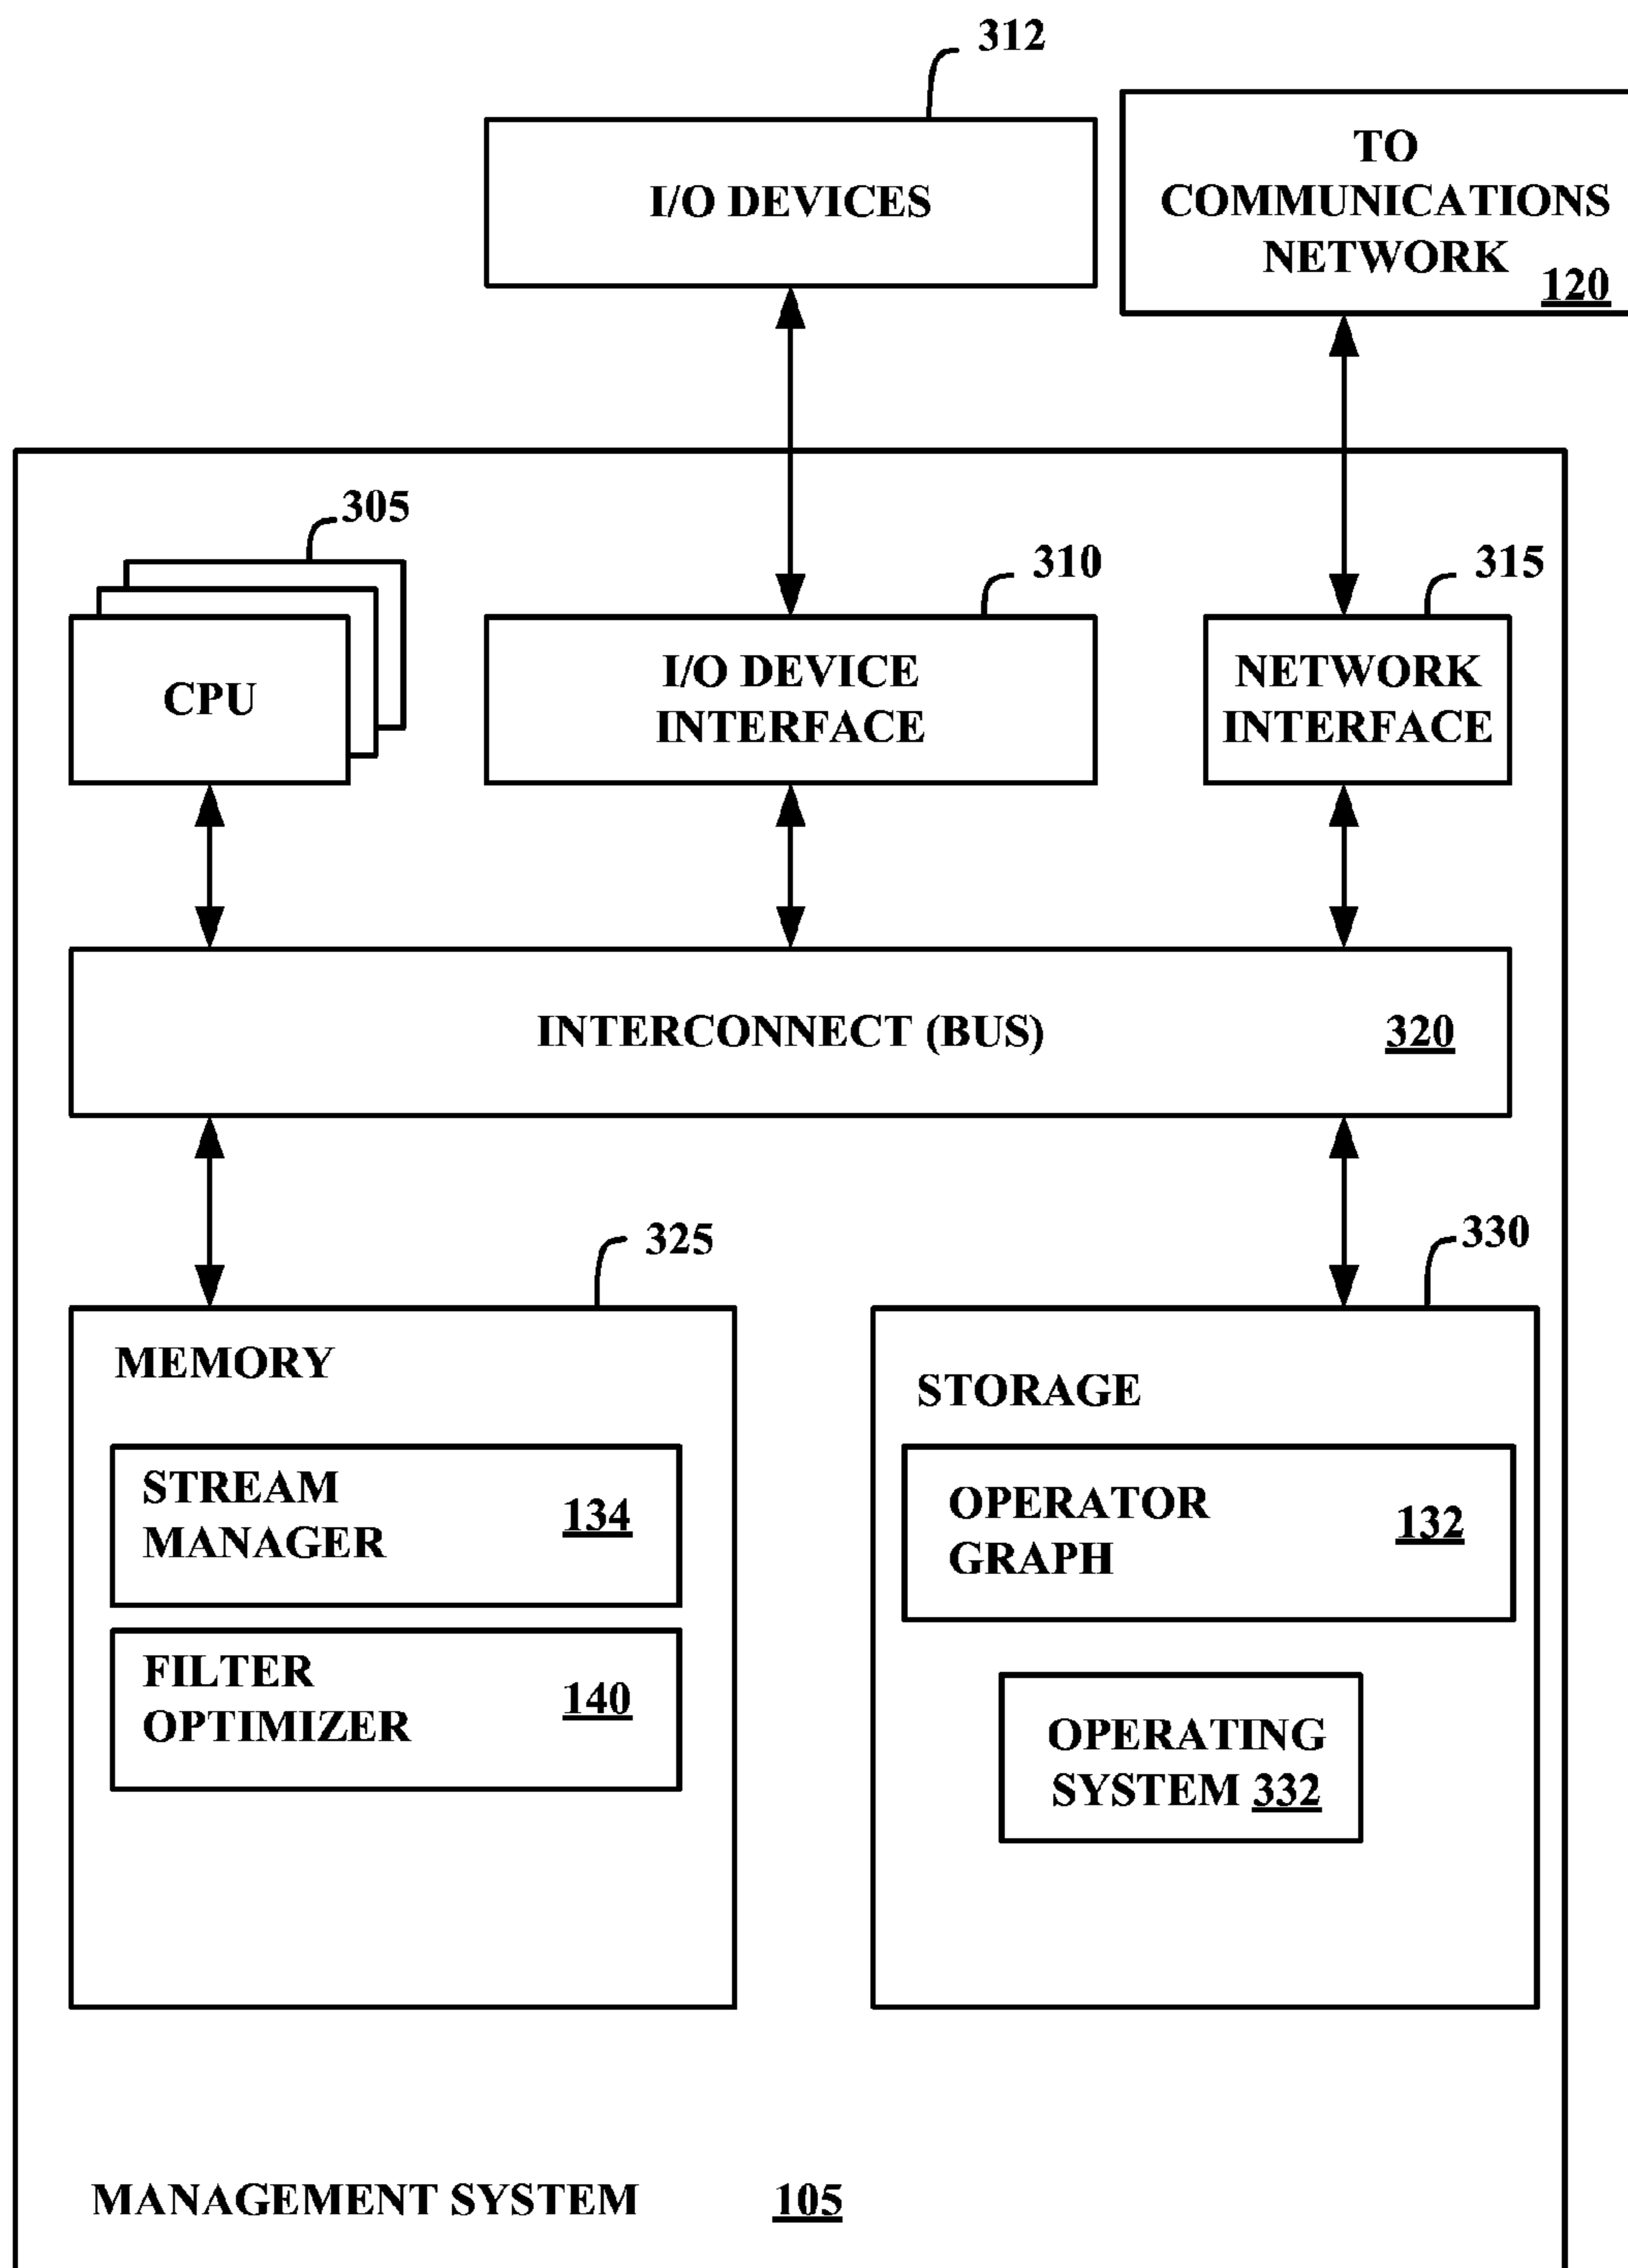 312
I/O DEVICES
TO
COMMUNICATIONS
NETWORK
120
305
310
315
CPU
I/O DEVICE
INTERFACE
NETWORK
INTERFACE
INTERCONNECT (BUS) 320
325
330
MEMORY
STREAM
MANAGER
134
FILTER
OPTIMIZER
140
STORAGE
OPERATOR
GRAPH
132
OPERATING
SYSTEM 332
MANAGEMENT SYSTEM 105